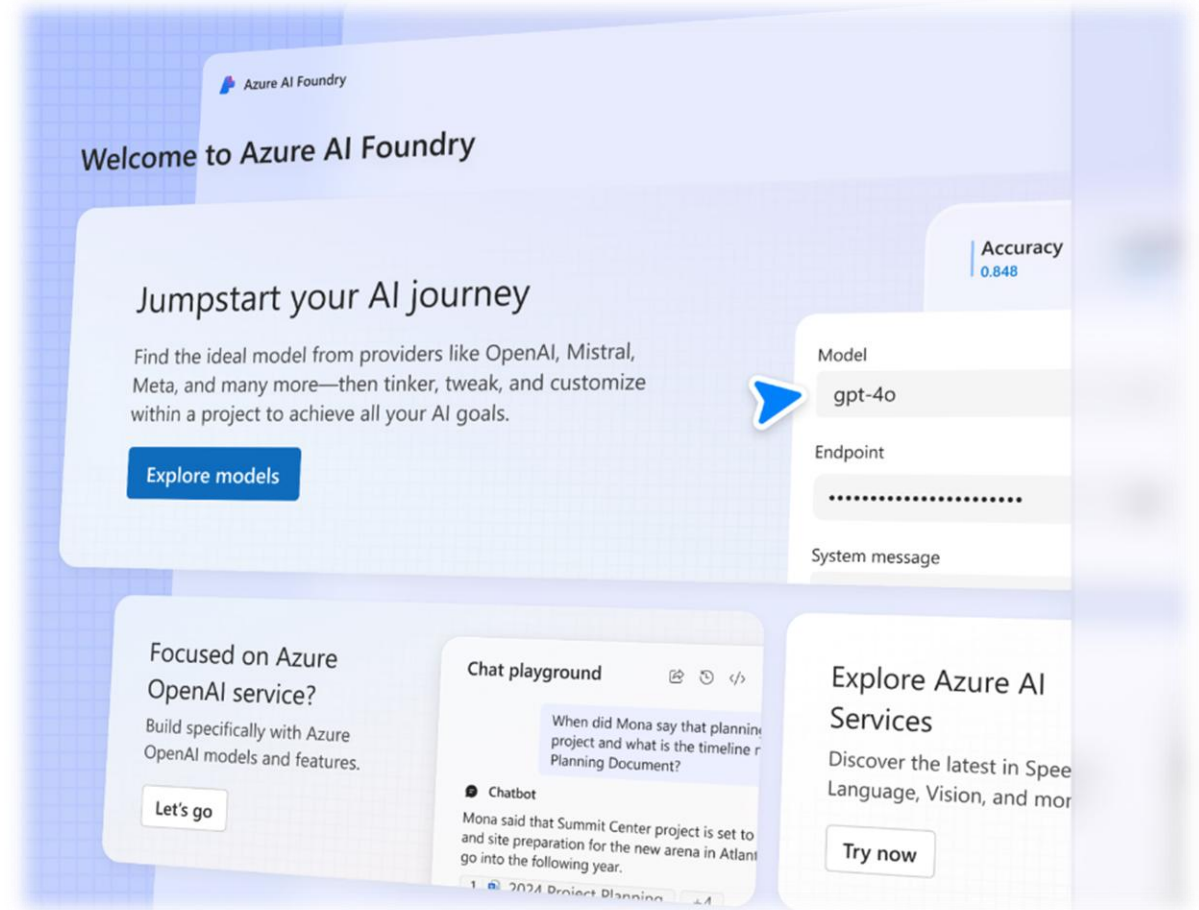 Azure AI Foundry
Welcome to Azure AI Foundry
Jumpstart your AI journey
Find the ideal model from providers like OpenAI, Mistral,
Meta, and many more—then tinker, tweak, and customize
within a project to achieve all your AI goals.
Explore models
Accuracy
0.848
Model
gpt-4o
Endpoint
••••••••••••••••••••••••
System message
Focused on Azure
OpenAI service?
Build specifically with Azure
OpenAI models and features.
Let's go
Chat playground
When did Mona say that planning
project and what is the timeline
Planning Document?
Chatbot
Mona said that Summit Center project is set to
and site preparation for the new arena in Atlant
go into the following year.
1 2024 Project Planning +4
Explore Azure AI
Services
Discover the latest in Spee
Language, Vision, and mor
Try now